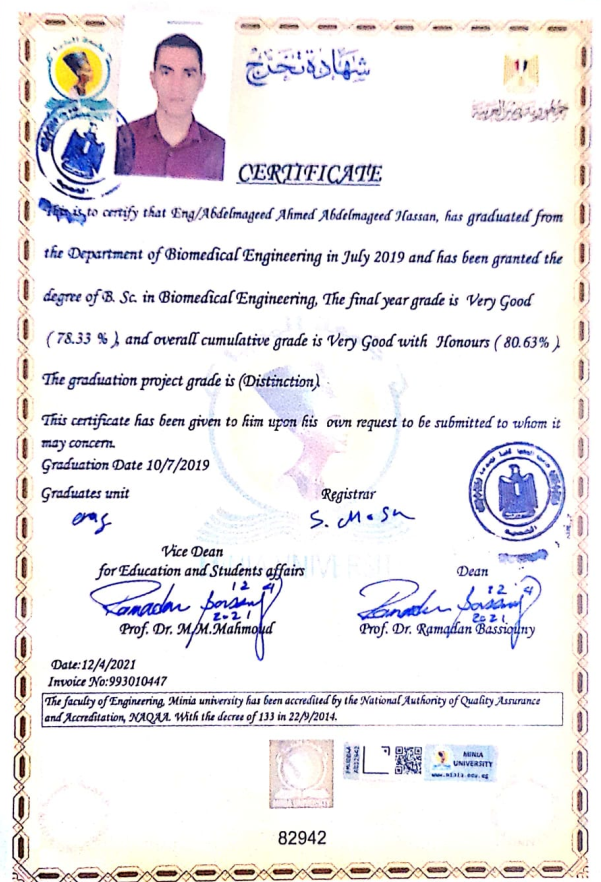 شهادة تخرج
جمهورية مصر العربية
CERTIFICATE
This is to certify that Eng/Abdelmageed Ahmed Abdelmageed Hassan, has graduated from
the Department of Biomedical Engineering in July 2019 and has been granted the
degree of B. Sc. in Biomedical Engineering, The final year grade is Very Good
( 78.33 % ), and overall cumulative grade is Very Good with Honours ( 80.63% ).
The graduation project grade is (Distinction).
This certificate has been given to him upon his own request to be submitted to whom it
may concern.
Graduation Date 10/7/2019
Graduates unit Registrar
Vice Dean
for Education and Students affairs Dean
12 4 12 4
2021 2021
Prof. Dr. M.M.Mahmoud Prof. Dr. Ramadan Bassiouny
Date:12/4/2021
Invoice No:993010447
The faculty of Engineering, Minia university has been accredited by the National Authority of Quality Assurance
and Accreditation, NAQAA. With the decree of 133 in 22/9/2014.
MINIA
UNIVERSITY
www.minia.edu.eg
82942